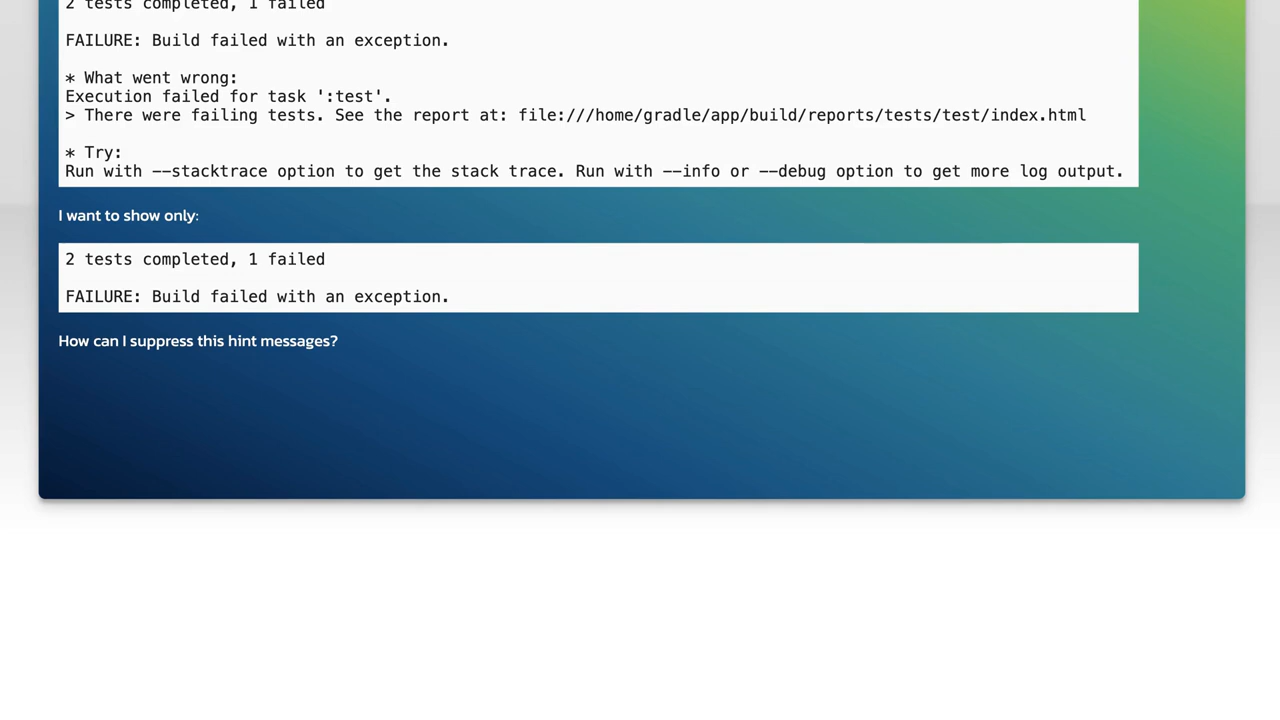 2 tests completed, 1 failed
FAILURE: Build failed with an exception.
* What went wrong:
Execution failed for task ':test'.
> There were failing tests. See the report at: file:///home/gradle/app/build/reports/tests/test/index.html
* Try:
Run with --stacktrace option to get the stack trace. Run with --info or --debug option to get more log output.
I want to show only:
2 tests completed, 1 failed
FAILURE: Build failed with an exception.
How can I suppress this hint messages?